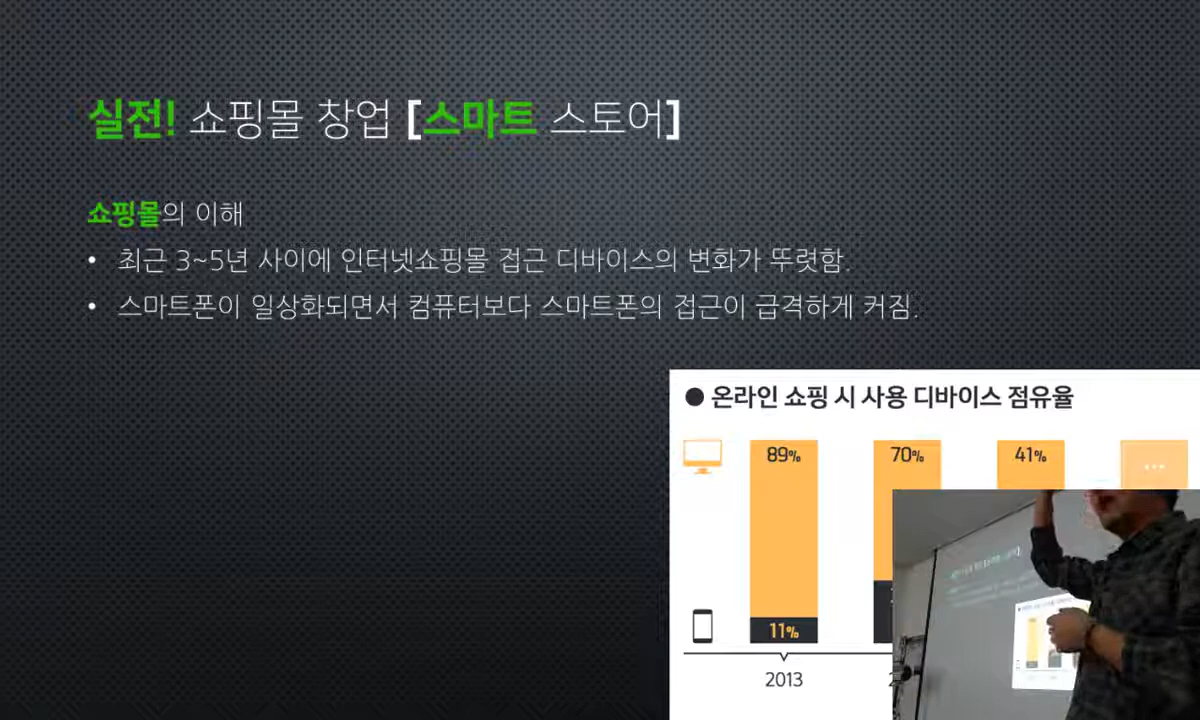 실전! 쇼핑몰 창업 [스마트 스토어]
쇼핑몰의 이해
• 최근 3~5년 사이에 인터넷쇼핑몰 접근 디바이스의 변화가 뚜렷함.
• 스마트폰이 일상화되면서 컴퓨터보다 스마트폰의 접근이 급격하게 커짐.
● 온라인 쇼핑 시 사용 디바이스 점유율
89% 70% 41% ...
11%
2013